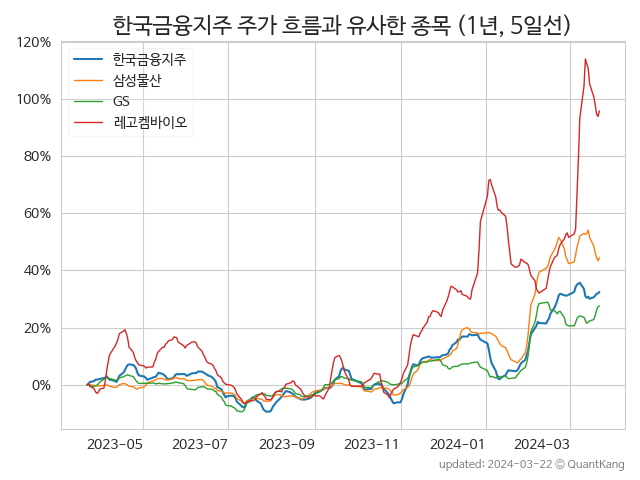 한국금융지주 주가 흐름과 유사한 종목 (1년, 5일선)
120%
100%
80%
60%
40%
20%
0%
한국금융지주
삼성물산
GS
레고켐바이오
2023-05
2023-07
2023-09
2023-11
2024-01
2024-03
updated: 2024-03-22 © QuantKang